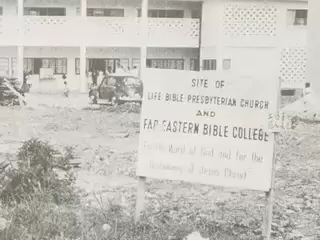 SITE OF
LIFE BIBLE-PRESBYTERIAN CHURCH
AND
FAR EASTERN BIBLE COLLEGE
For the Word of God and for the
Testimony of Jesus Christ